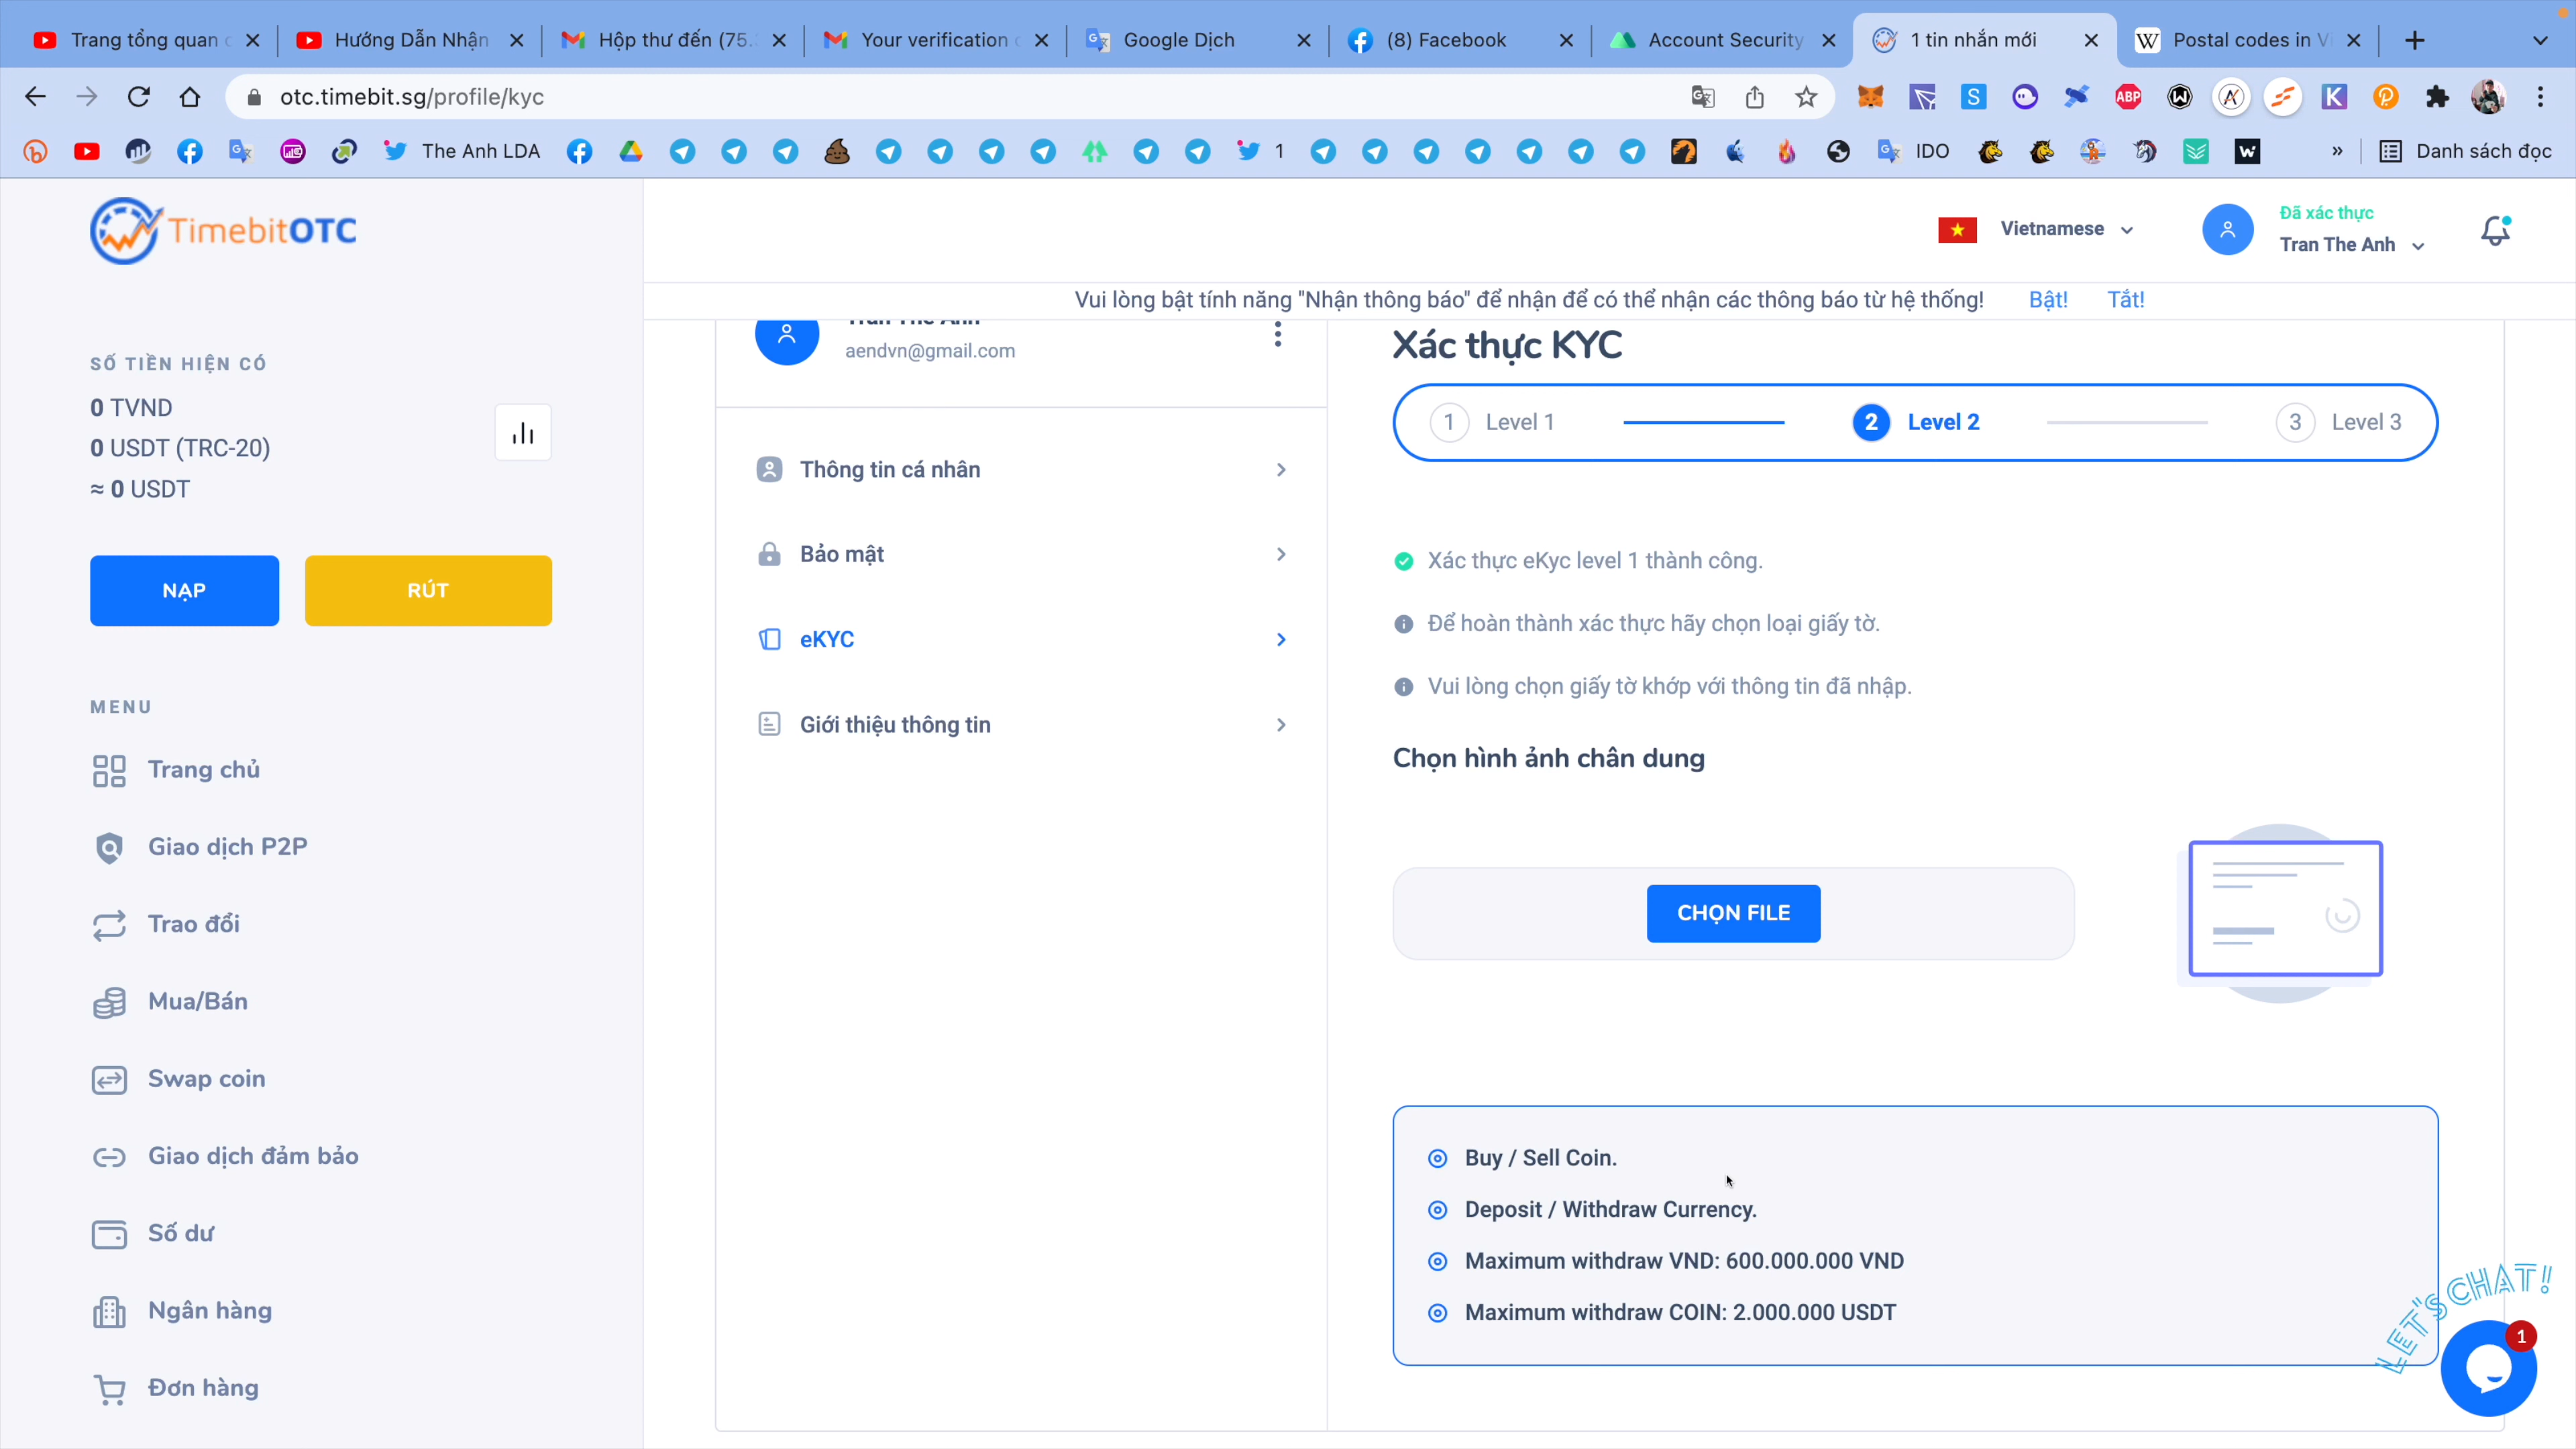 Trang tổng quan
Hướng Dẫn Nhận
Hộp thư đến (75.
Your verification
Google Dịch
(8) Facebook
Account Security
1 tin nhắn mới
Postal codes in V
otc.timebit.sg/profile/kyc
ABP
The Anh LDA
1
IDO
»
Danh sách đọc
TimebitOTC
Vietnamese
Đã xác thực
Tran The Anh
Vui lòng bật tính năng "Nhận thông báo" để nhận để có thể nhận các thông báo từ hệ thống! Bật! Tắt!
SỐ TIỀN HIỆN CÓ
0 TVND
0 USDT (TRC-20)
≈ 0 USDT
NẠP
RÚT
MENU
Trang chủ
Giao dịch P2P
Trao đổi
Mua/Bán
Swap coin
Giao dịch đảm bảo
Số dư
Ngân hàng
Đơn hàng
Tran The Anh
aendvn@gmail.com
Thông tin cá nhân
Bảo mật
eKYC
Giới thiệu thông tin
Xác thực KYC
1 Level 1
2 Level 2
3 Level 3
Xác thực eKyc level 1 thành công.
Để hoàn thành xác thực hãy chọn loại giấy tờ.
Vui lòng chọn giấy tờ khớp với thông tin đã nhập.
Chọn hình ảnh chân dung
CHỌN FILE
Buy / Sell Coin.
Deposit / Withdraw Currency.
Maximum withdraw VND: 600.000.000 VND
Maximum withdraw COIN: 2.000.000 USDT
LET'S CHAT!
1